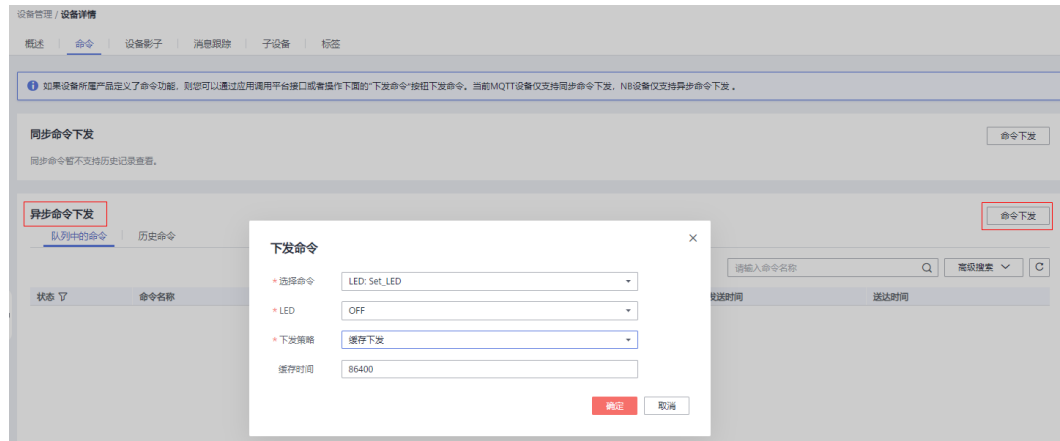 设备管理 / 设备详情
概述 命令 设备影子 消息跟踪 子设备 标签
如果设备所属产品定义了命令功能，则您可以通过应用调用平台接口或者操作下面的“下发命令”按钮下发命令。当前MQTT设备仅支持同步命令下发，NB设备仅支持异步命令下发 。
同步命令下发 命令下发
同步命令暂不支持历史记录查看。
异步命令下发 命令下发
队列中的命令 历史命令
下发命令
请输入命令名称 高级搜索
* 选择命令 LED: Set_LED
状态 命令名称 发送时间 送达时间
* LED OFF
* 下发策略 缓存下发
缓存时间 86400
确定 取消